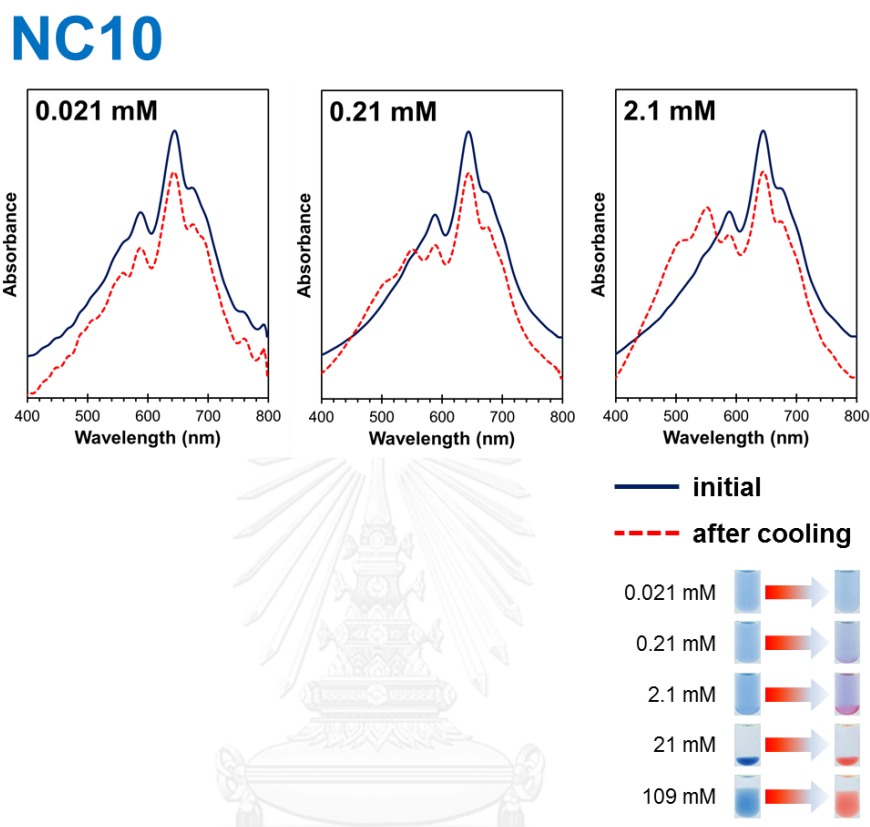 NC10
0.021 mM
0.21 mM
2.1 mM
Absorbance
Absorbance
Absorbance
400 500 600 700 800
400 500 600 700 800
400 500 600 700 800
Wavelength (nm)
Wavelength (nm)
Wavelength (nm)
initial
after cooling
0.021 mM
0.21 mM
2.1 mM
21 mM
109 mM